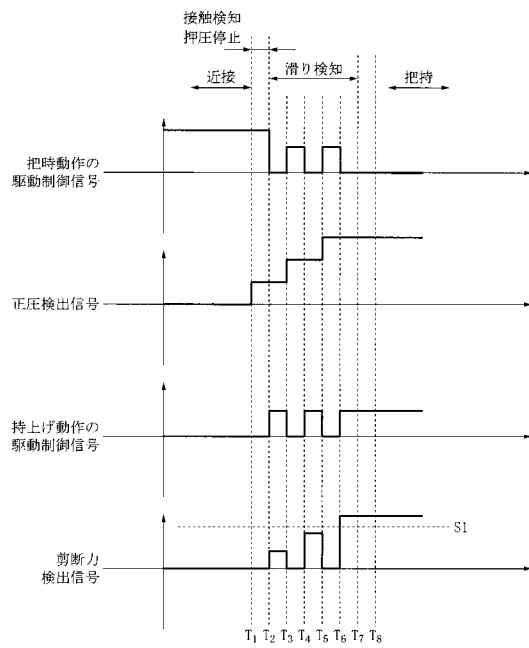 接触検知
押圧停止
滑り検知
近接
把持
把時動作の
駆動制御信号
正圧検出信号
持上げ動作の
駆動制御信号
S1
剪断力
検出信号
T1 T2 T3 T4 T5 T6 T7 T8